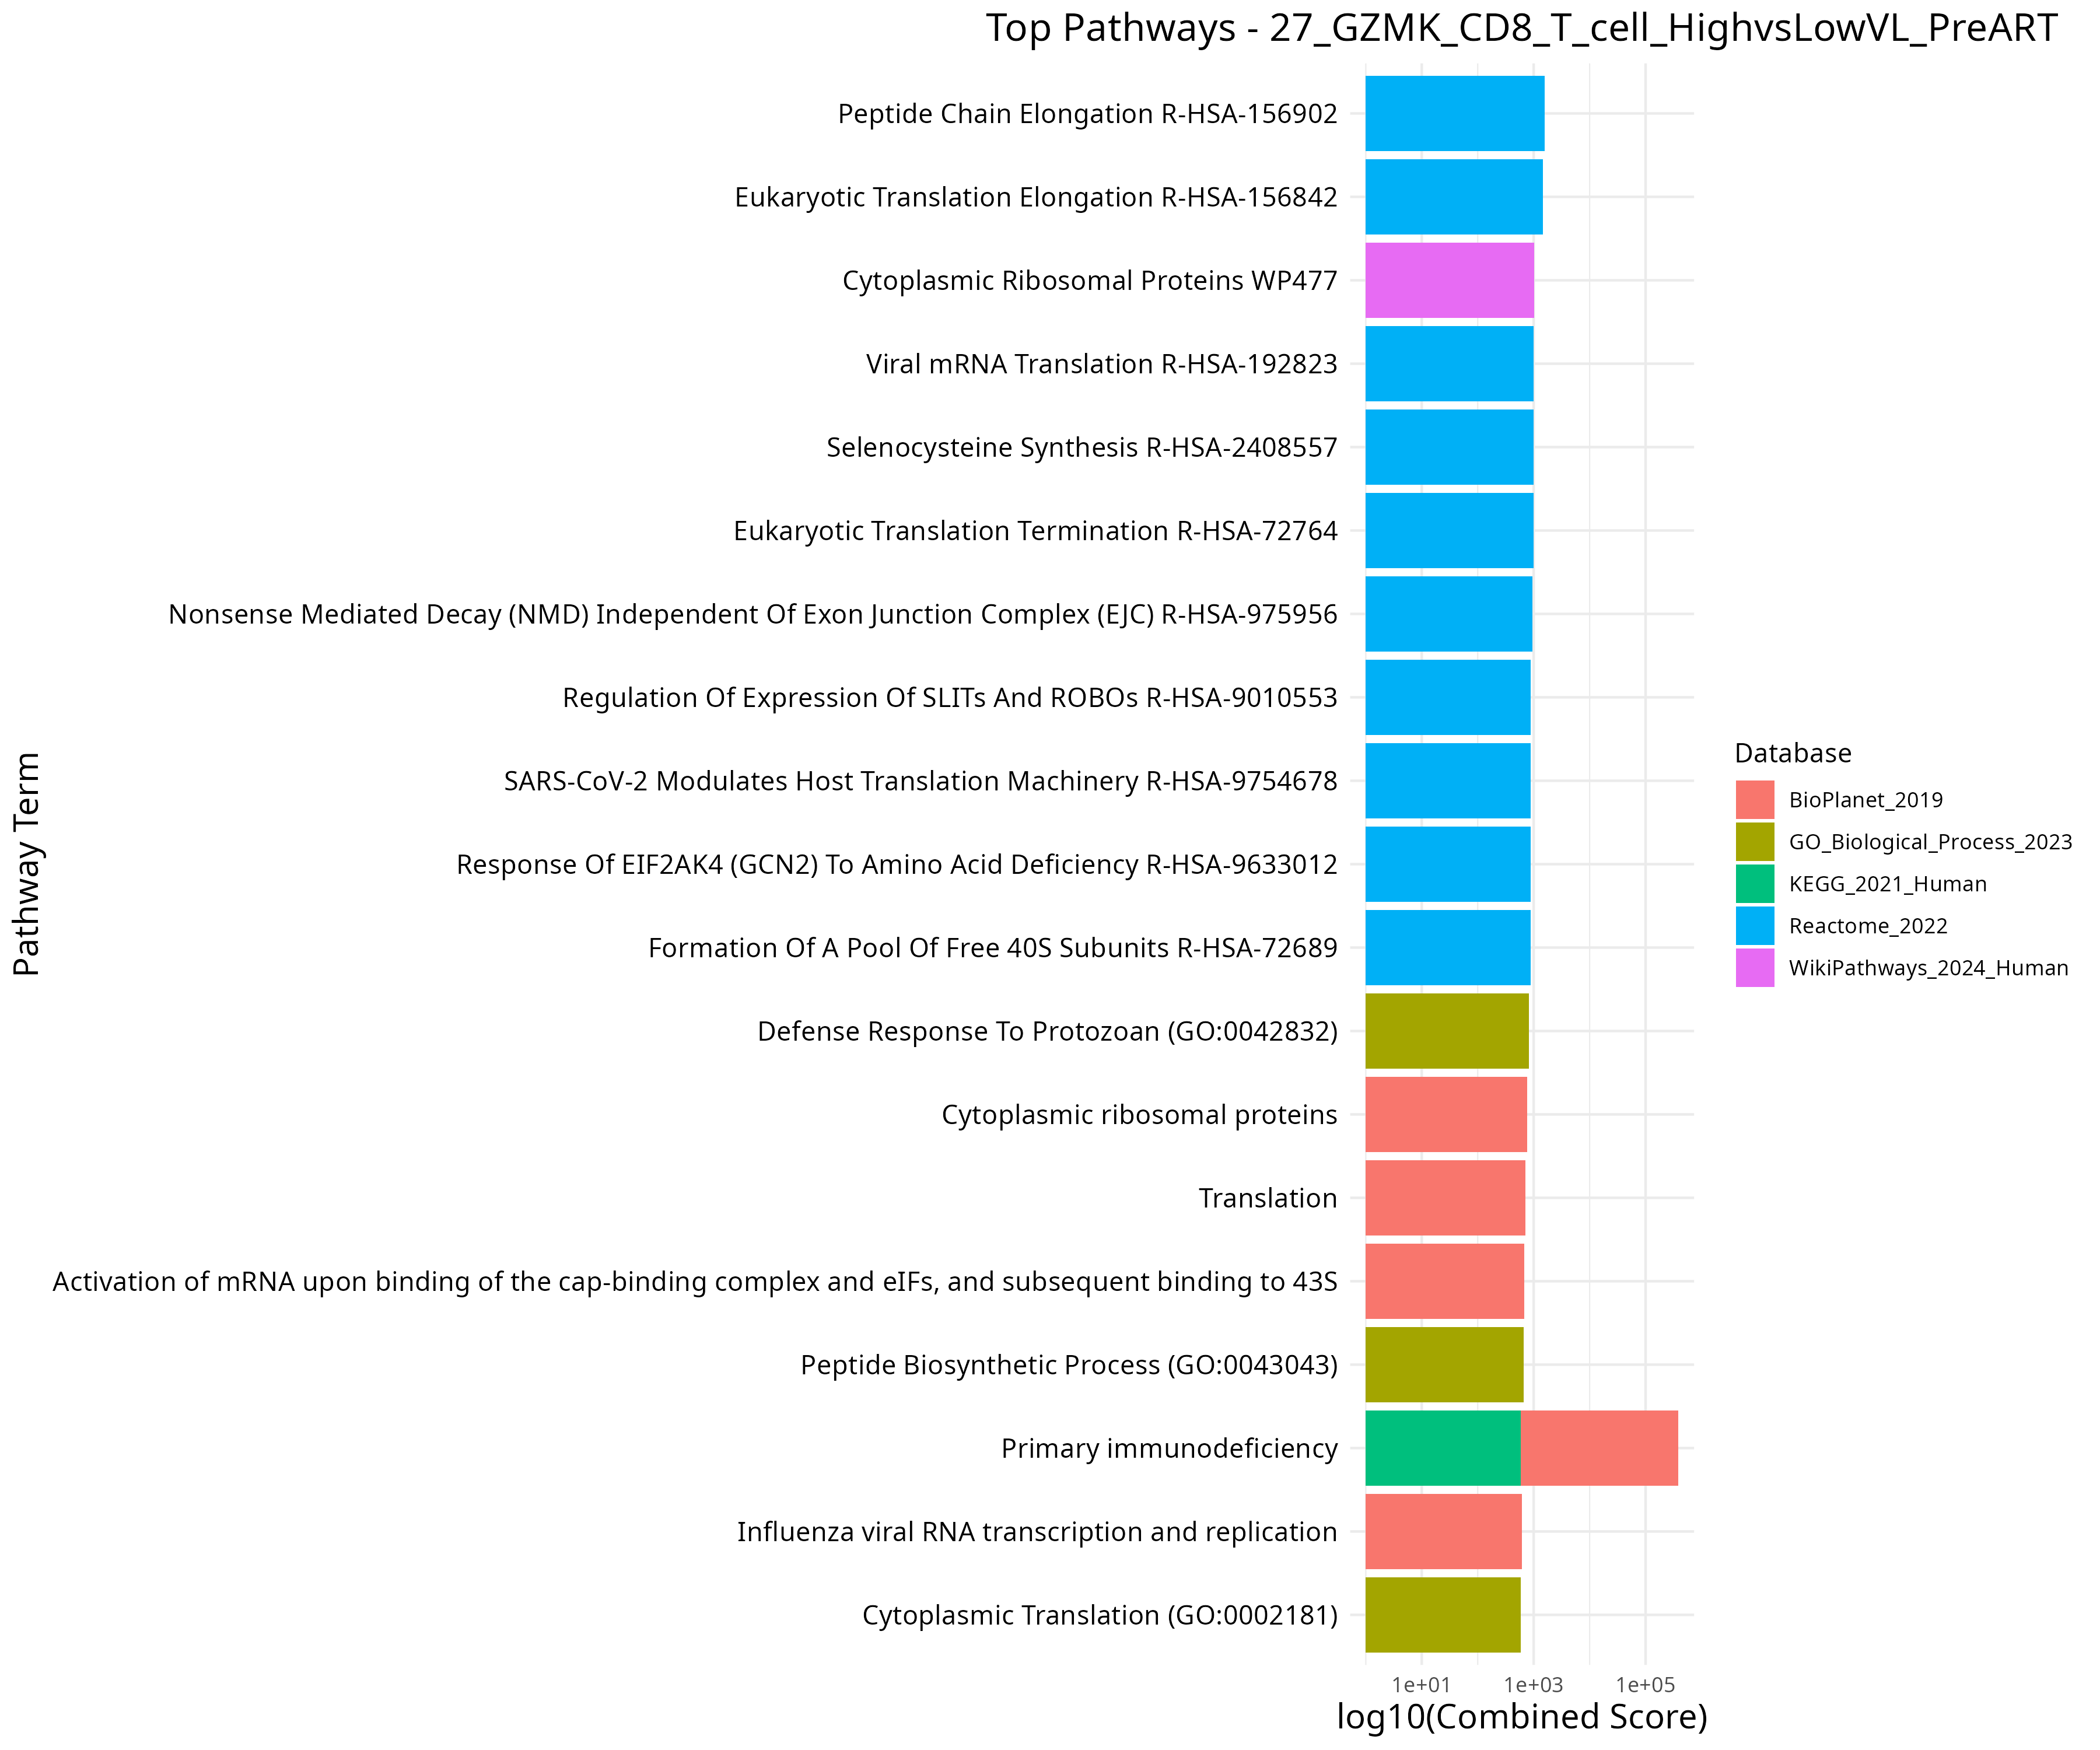 Top Pathways - 27_GZMK_CD8_T_cell_HighvsLowVL_PreART
Pathway Term
Peptide Chain Elongation R-HSA-156902
Eukaryotic Translation Elongation R-HSA-156842
Cytoplasmic Ribosomal Proteins WP477
Viral mRNA Translation R-HSA-192823
Selenocysteine Synthesis R-HSA-2408557
Eukaryotic Translation Termination R-HSA-72764
Nonsense Mediated Decay (NMD) Independent Of Exon Junction Complex (EJC) R-HSA-975956
Regulation Of Expression Of SLITs And ROBOs R-HSA-9010553
SARS-CoV-2 Modulates Host Translation Machinery R-HSA-9754678
Response Of EIF2AK4 (GCN2) To Amino Acid Deficiency R-HSA-9633012
Formation Of A Pool Of Free 40S Subunits R-HSA-72689
Defense Response To Protozoan (GO:0042832)
Cytoplasmic ribosomal proteins
Translation
Activation of mRNA upon binding of the cap-binding complex and eIFs, and subsequent binding to 43S
Peptide Biosynthetic Process (GO:0043043)
Primary immunodeficiency
Influenza viral RNA transcription and replication
Cytoplasmic Translation (GO:0002181)
1e+01 1e+03 1e+05
log10(Combined Score)
Database
BioPlanet_2019
GO_Biological_Process_2023
KEGG_2021_Human
Reactome_2022
WikiPathways_2024_Human